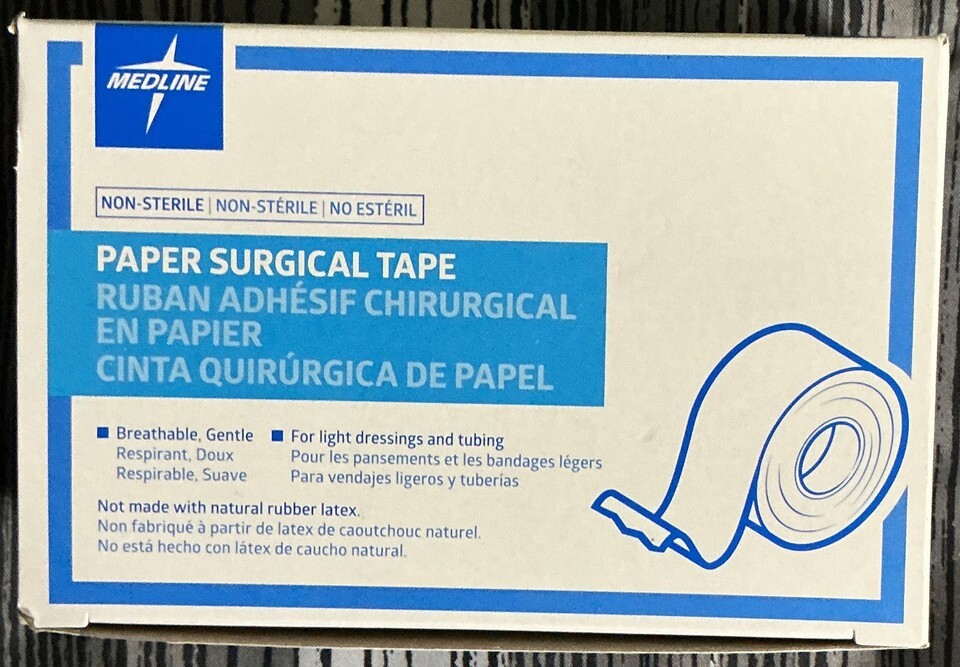 MEDLINE
NON-STERILE | NON-STÉRILE | NO ESTÉRIL
PAPER SURGICAL TAPE
RUBAN ADHÉSIF CHIRURGICAL
EN PAPIER
CINTA QUIRÚRGICA DE PAPEL
Breathable, Gentle
Respirant, Doux
Respirable, Suave
For light dressings and tubing
Pour les pansements et les bandages légers
Para vendajes ligeros y tuberías
Not made with natural rubber latex.
Non fabriqué à partir de latex de caoutchouc naturel.
No está hecho con látex de caucho natural.